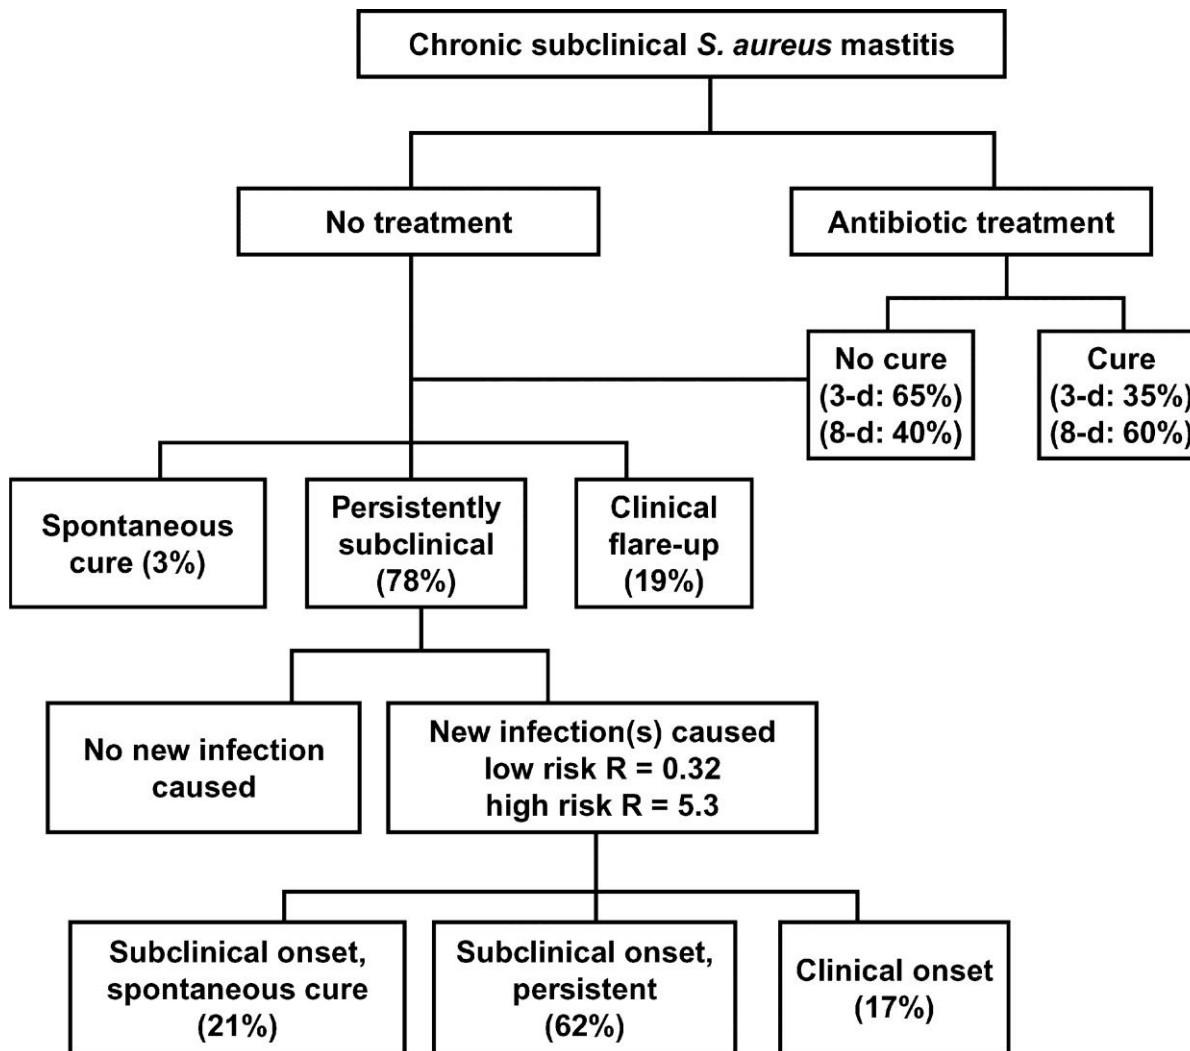 Chronic subclinical S. aureus mastitis
No treatment
Antibiotic treatment
No cure
(3-d: 65%)
(8-d: 40%)
Cure
(3-d: 35%)
(8-d: 60%)
Spontaneous
cure (3%)
Persistently
subclinical
(78%)
Clinical
flare-up
(19%)
No new infection
caused
New infection(s) caused
low risk R = 0.32
high risk R = 5.3
Subclinical onset,
spontaneous cure
(21%)
Subclinical onset,
persistent
(62%)
Clinical onset
(17%)